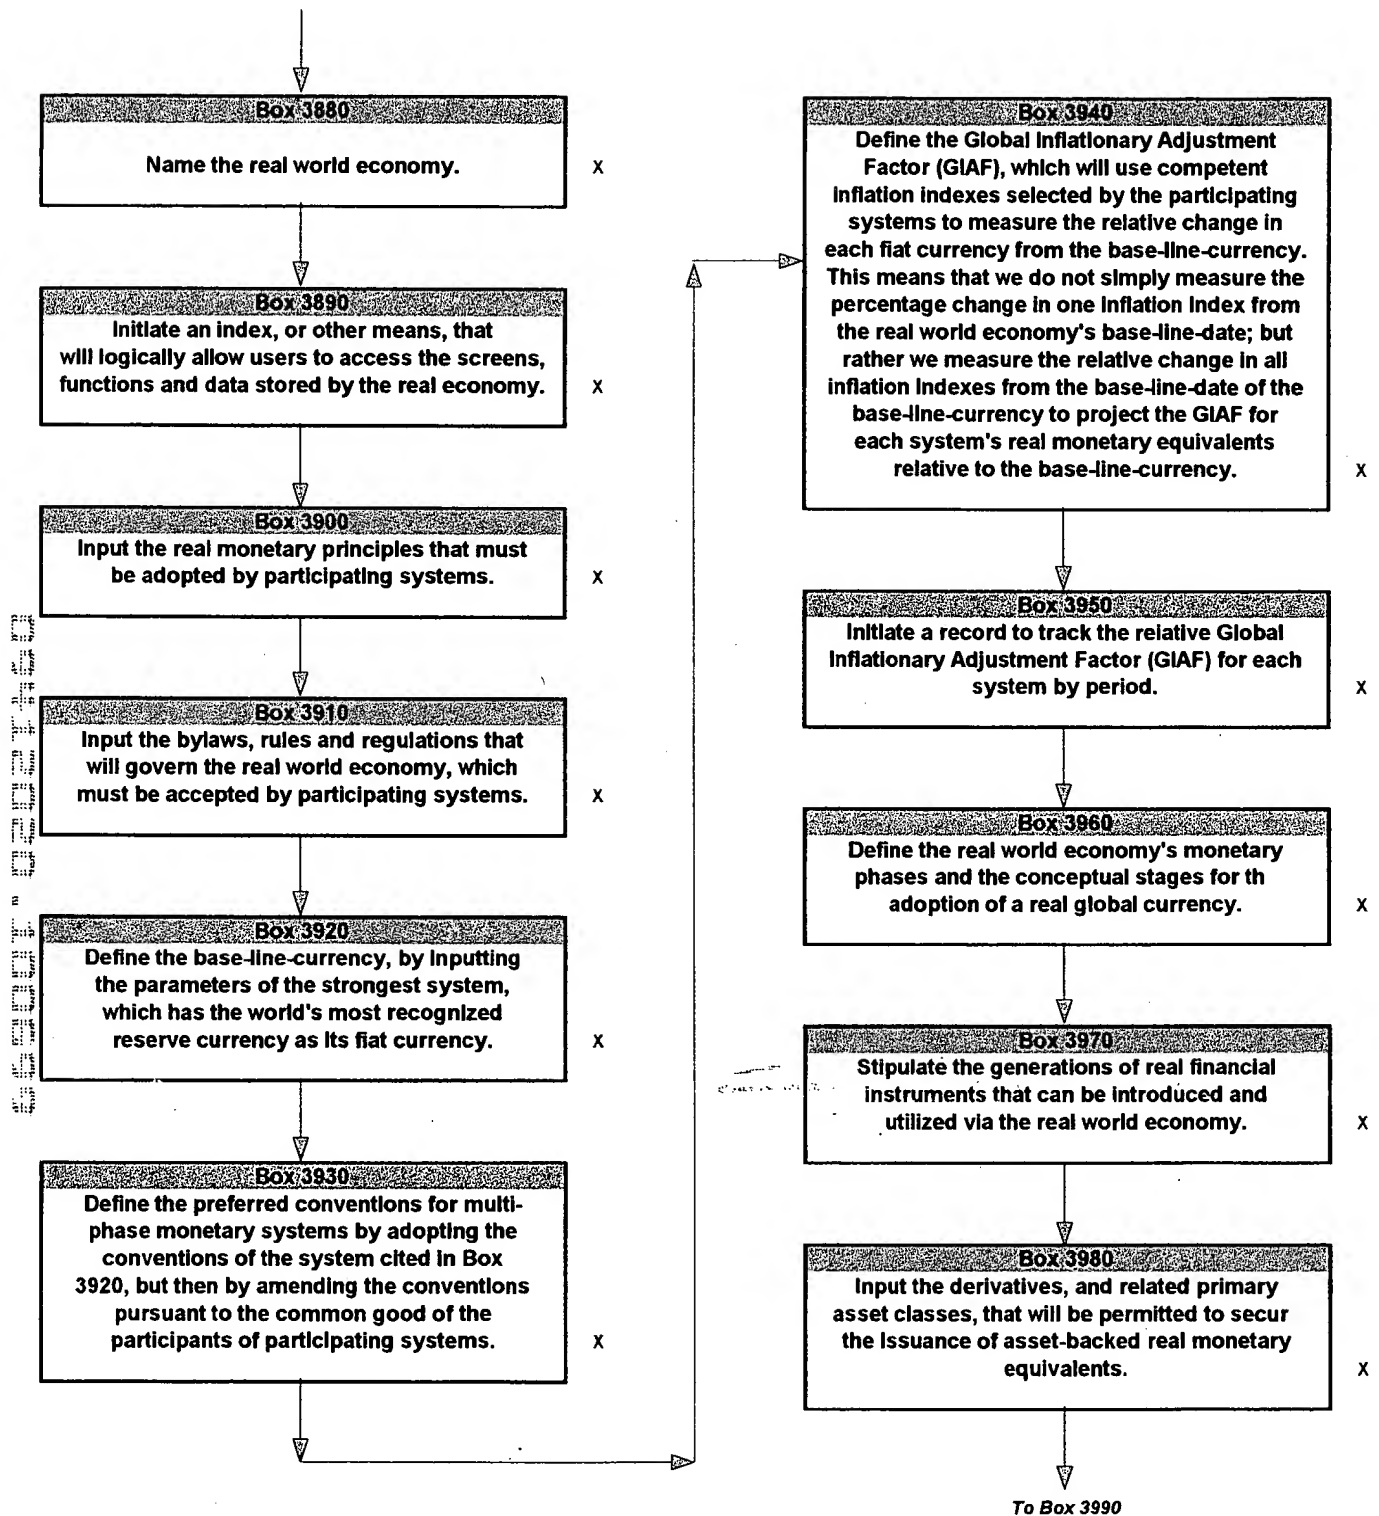 Box 3880
Name the real world economy.
X
Box 3890
Initiate an index, or other means, that
will logically allow users to access the screens,
functions and data stored by the real economy.
X
Box 3900
Input the real monetary principles that must
be adopted by participating systems.
X
Box 3910
Input the bylaws, rules and regulations that
will govern the real world economy, which
must be accepted by participating systems.
X
Box 3920
Define the base-line-currency, by inputting
the parameters of the strongest system,
which has the world's most recognized
reserve currency as its fiat currency.
X
Box 3930
Define the preferred conventions for multi-
phase monetary systems by adopting the
conventions of the system cited in Box
3920, but then by amending the conventions
pursuant to the common good of the
participants of participating systems.
X
Box 3940
Define the Global Inflationary Adjustment
Factor (GIAF), which will use competent
inflation indexes selected by the participating
systems to measure the relative change in
each fiat currency from the base-line-currency.
This means that we do not simply measure the
percentage change in one inflation index from
the real world economy's base-line-date; but
rather we measure the relative change in all
inflation indexes from the base-line-date of the
base-line-currency to project the GIAF for
each system's real monetary equivalents
relative to the base-line-currency.
X
Box 3950
Initiate a record to track the relative Global
Inflationary Adjustment Factor (GIAF) for each
system by period.
X
Box 3960
Define the real world economy's monetary
phases and the conceptual stages for th
adoption of a real global currency.
X
Box 3970
Stipulate the generations of real financial
instruments that can be introduced and
utilized via the real world economy.
X
Box 3980
Input the derivatives, and related primary
asset classes, that will be permitted to secur
the issuance of asset-backed real monetary
equivalents.
X
To Box 3990